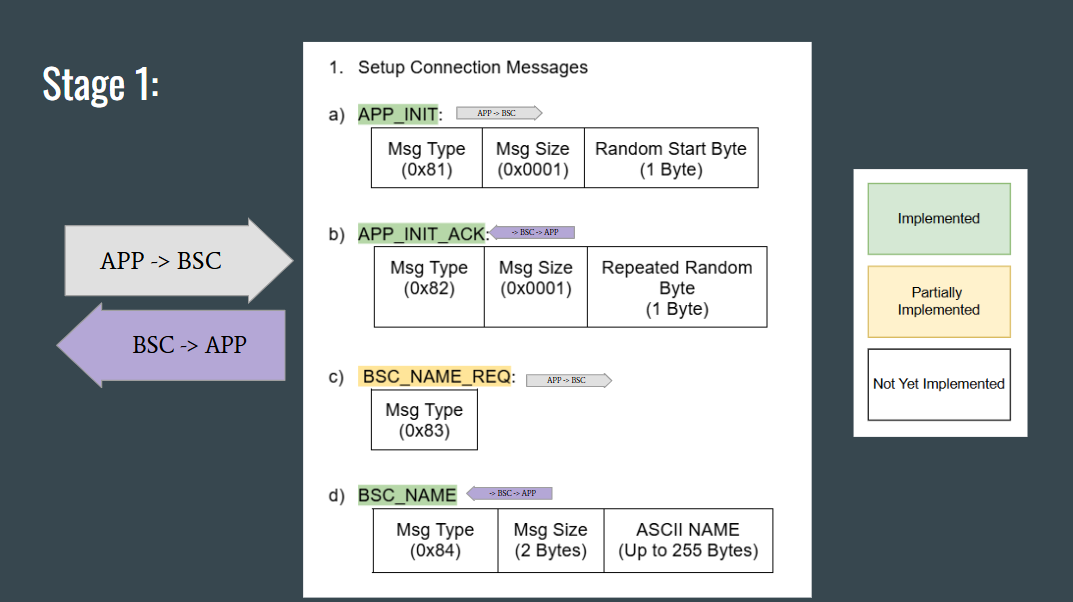 Stage 1:
APP -> BSC
BSC -> APP
1. Setup Connection Messages
a) APP_INIT: APP -> BSC
Msg Type
(0x81)
Msg Size
(0x0001)
Random Start Byte
(1 Byte)
b) APP_INIT_ACK: -> BSC -> APP
Msg Type
(0x82)
Msg Size
(0x0001)
Repeated Random
Byte
(1 Byte)
c) BSC_NAME_REQ: APP -> BSC
Msg Type
(0x83)
d) BSC_NAME -> BSC -> APP
Msg Type
(0x84)
Msg Size
(2 Bytes)
ASCII NAME
(Up to 255 Bytes)
Implemented
Partially
Implemented
Not Yet Implemented